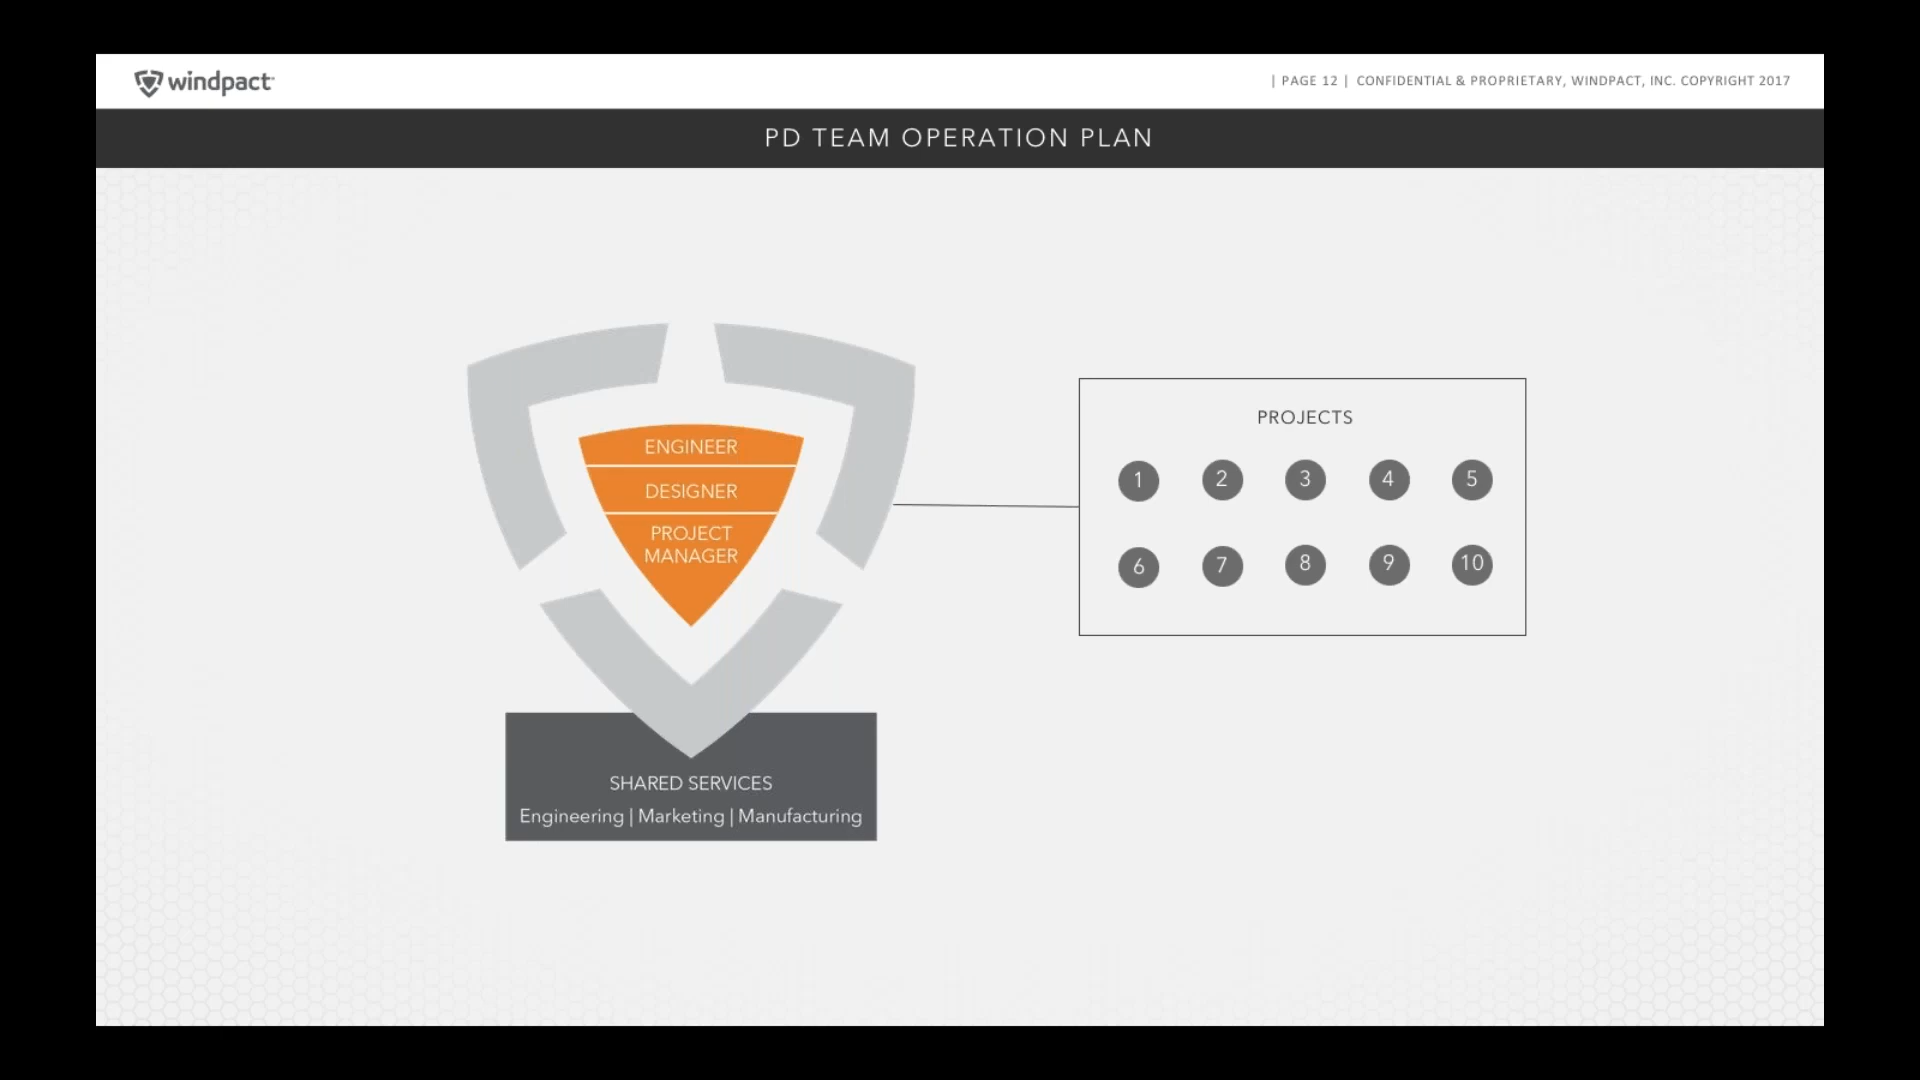 windpact
| PAGE 12 | CONFIDENTIAL & PROPRIETARY, WINDPACT, INC. COPYRIGHT 2017
PD TEAM OPERATION PLAN
ENGINEER
DESIGNER
PROJECT
MANAGER
SHARED SERVICES
Engineering | Marketing | Manufacturing
PROJECTS
1 2 3 4 5
6 7 8 9 10